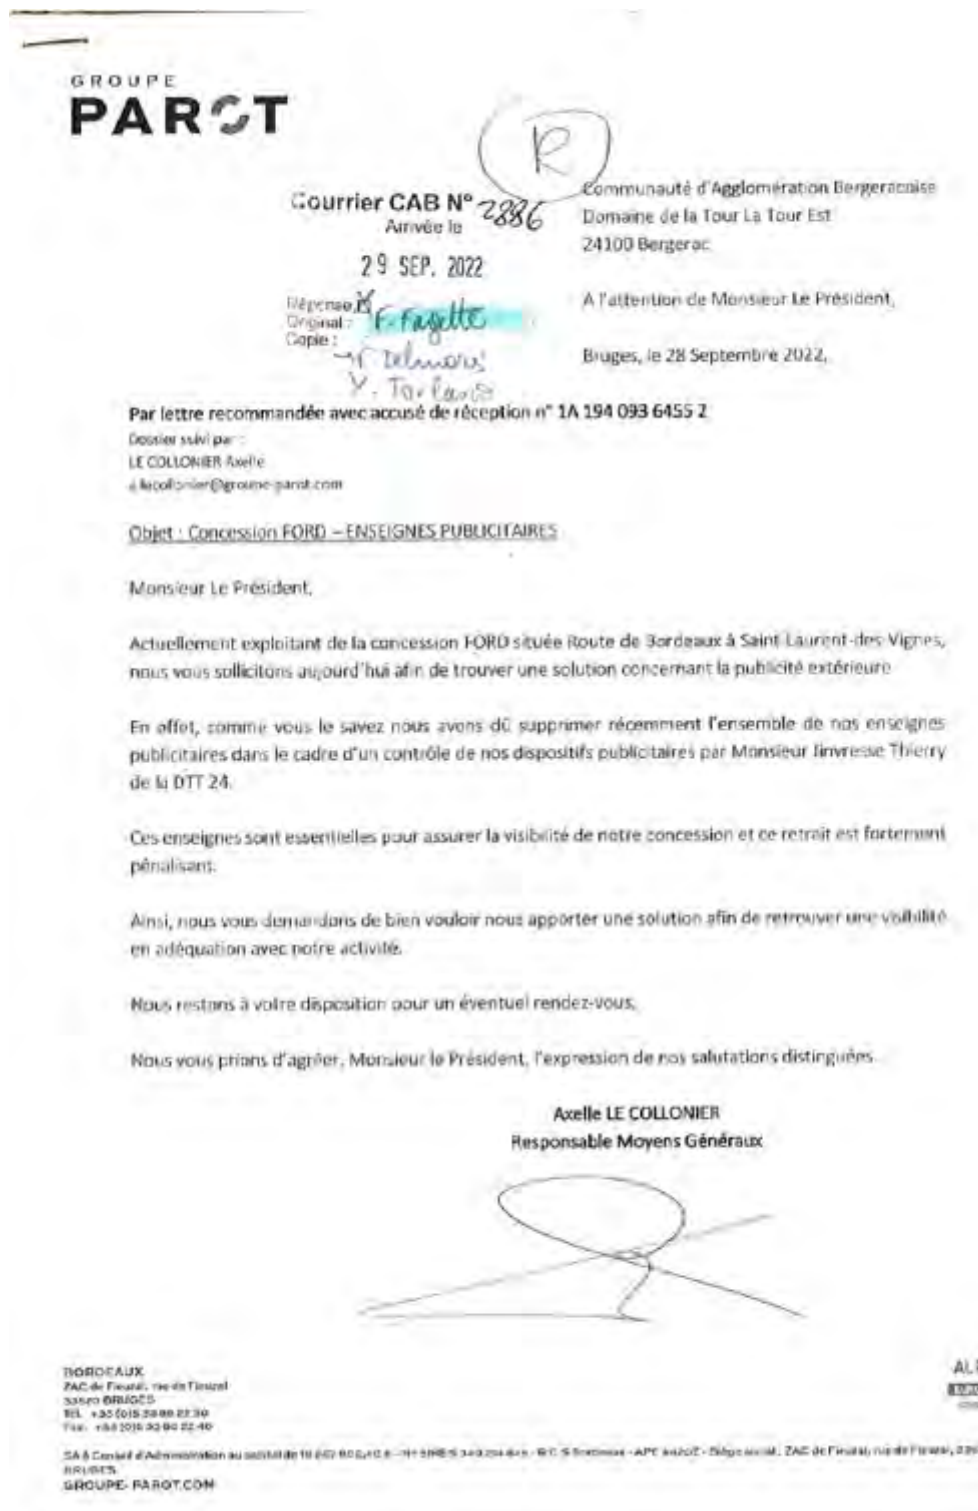 GROUPE
PAROT
R
Courrier CAB N° 2886
Arrivée le
29 SEP. 2022
Réponse
Original : F. Fayette
Copie :
Communauté d'Agglomération Bergeracoise
Domaine de la Tour La Tour Est
24100 Bergerac
A l'attention de Monsieur Le Président,
Bruges, le 28 Septembre 2022,
Par lettre recommandée avec accusé de réception n° 1A 194 093 6455 2
Dossier suivi par :
LE COLLONIER Axelle
a.lecollonier@groupe-parot.com
Objet : Concession FORD – ENSEIGNES PUBLICITAIRES
Monsieur Le Président,
Actuellement exploitant de la concession FORD située Route de Bordeaux à Saint Laurent-des-Vignes,
nous vous sollicitons aujourd'hui afin de trouver une solution concernant la publicité extérieure
En effet, comme vous le savez nous avons dû supprimer récemment l'ensemble de nos enseignes
publicitaires dans le cadre d'un contrôle de nos dispositifs publicitaires par Monsieur Thierry
de la DTT 24.
Ces enseignes sont essentielles pour assurer la visibilité de notre concession et ce retrait est fortement
pénalisant.
Ainsi, nous vous demandons de bien vouloir nous apporter une solution afin de retrouver une visibilité
en adéquation avec notre activité.
Nous restons à votre disposition pour un éventuel rendez-vous.
Nous vous prions d'agréer, Monsieur le Président, l'expression de nos salutations distinguées.
Axelle LE COLLONIER
Responsable Moyens Généraux
BORDEAUX
ZAC de Fieuzal, rue de Fieuzal
33520 BRUGES
SA à Conseil d'Administration au capital de
BRUGES
GROUPE-PAROT.COM